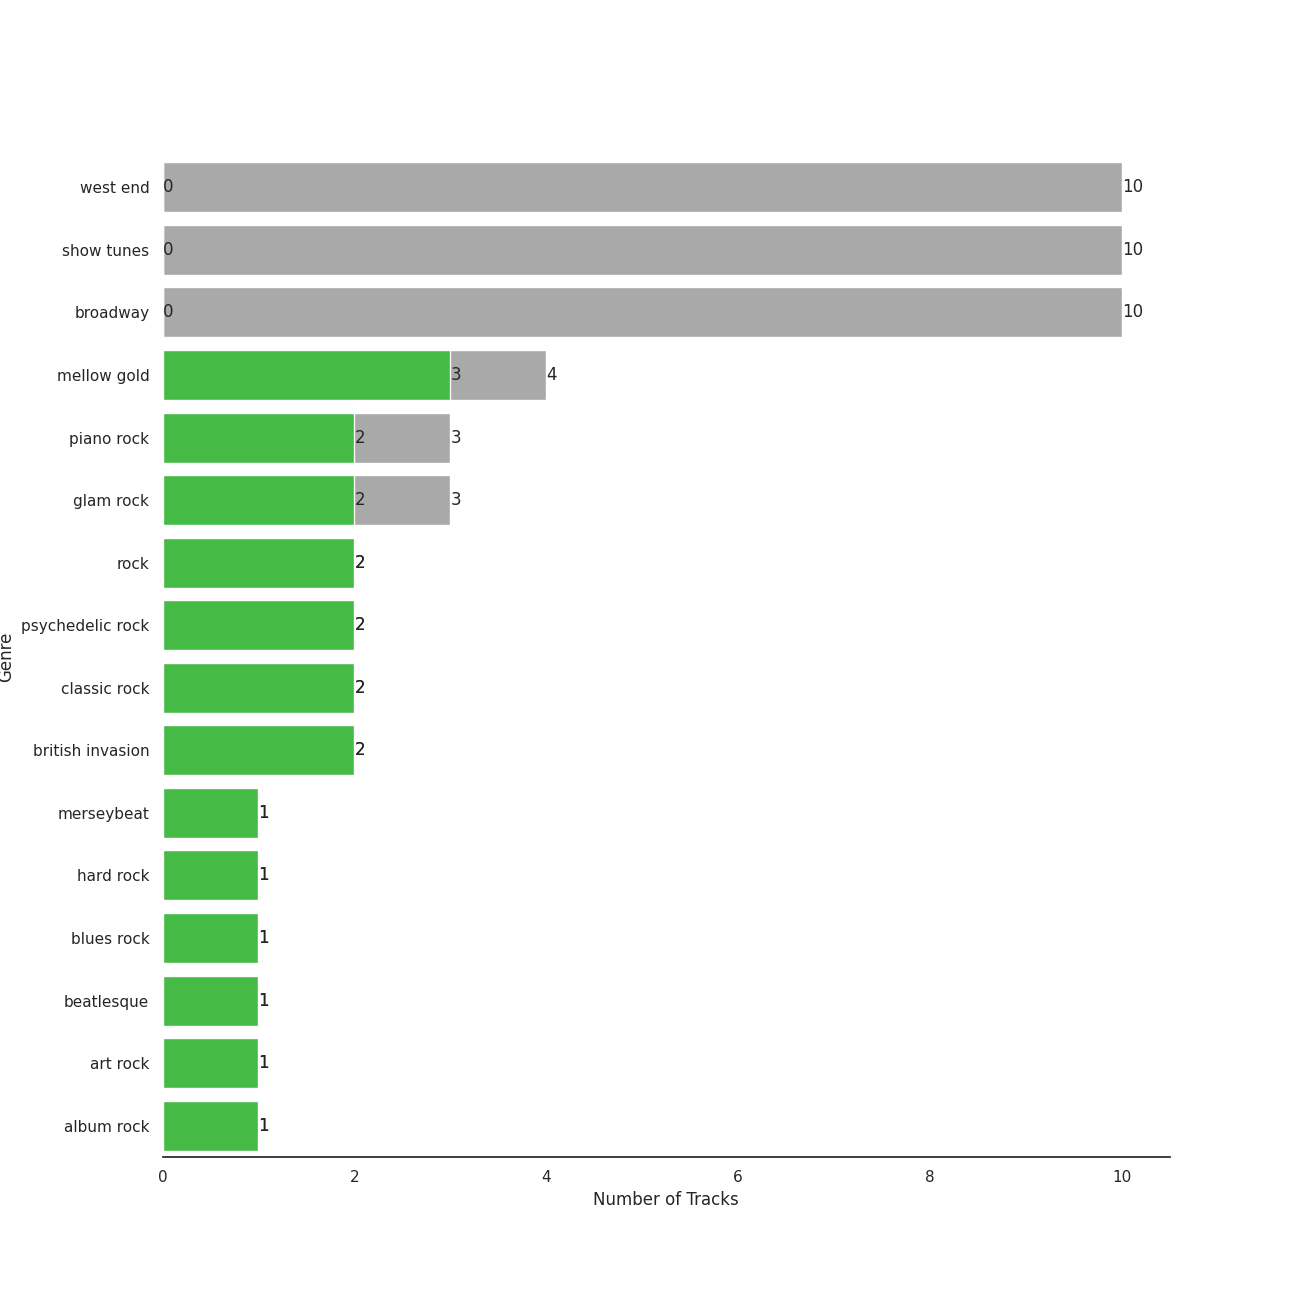 west end 0 10
show tunes 0 10
broadway 0 10
mellow gold 3 4
piano rock 2 3
glam rock 2 3
rock 2
psychedelic rock 2
classic rock 2
british invasion 2
merseybeat 1
hard rock 1
blues rock 1
beatlesque 1
art rock 1
album rock 1
0 2 4 6 8 10
Number of Tracks
Genre